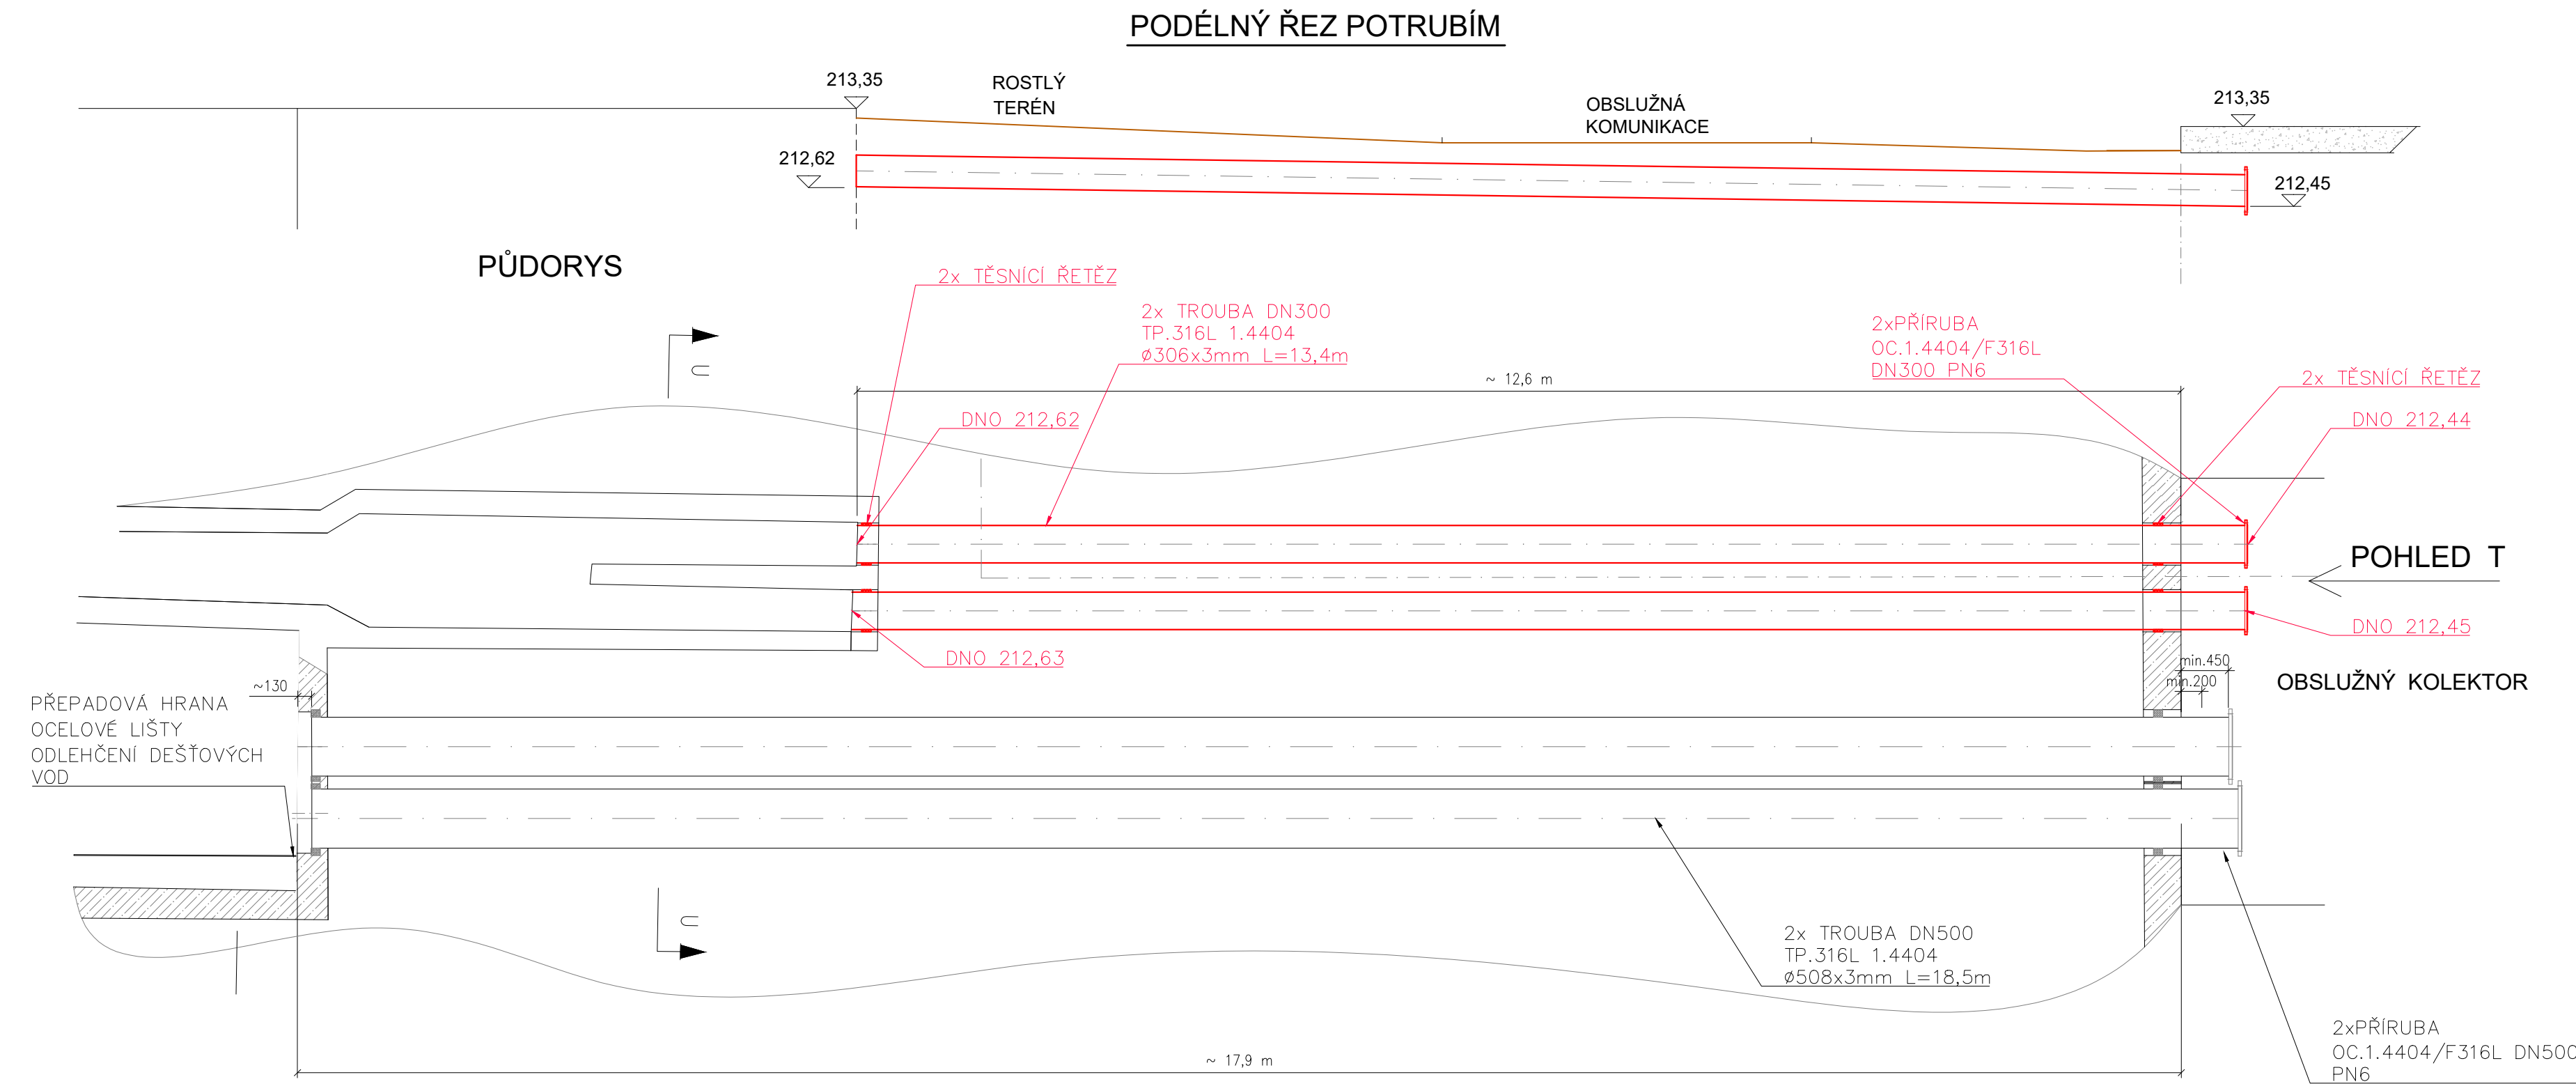 PODÉLNÝ ŘEZ POTRUBÍM
213,35
ROSTLÝ
TERÉN
OBSLUŽNÁ
KOMUNIKACE
213,35
212,62
212,45
PŮDORYS
2x TĚSNÍCÍ ŘETĚZ
2x TROUBA DN300
TP.316L 1.4404
Ø306x3mm L=13,4m
2xPŘÍRUBA
OC.1.4404/F316L
DN300 PN6
~ 12,6 m
2x TĚSNÍCÍ ŘETĚZ
DNO 212,62
DNO 212,44
POHLED T
DNO 212,45
DNO 212,63
min.450
min.200
OBSLUŽNÝ KOLEKTOR
~130
PŘEPADOVÁ HRANA
OCELOVÉ LIŠTY
ODLEHČENÍ DEŠŤOVÝCH
VOD
2x TROUBA DN500
TP.316L 1.4404
Ø508x3mm L=18,5m
2xPŘÍRUBA
OC.1.4404/F316L DN500
PN6
~ 17,9 m